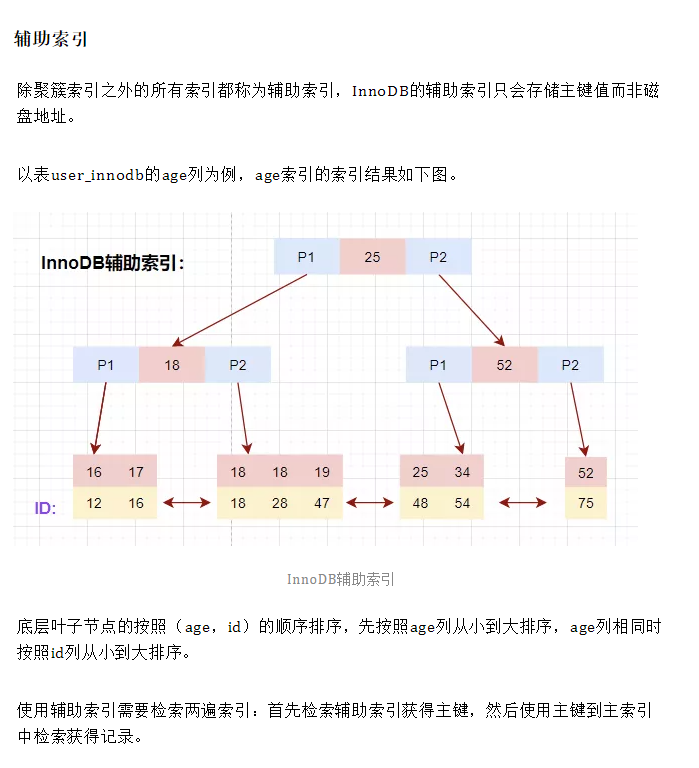 辅助索引
除聚簇索引之外的所有索引都称为辅助索引，InnoDB的辅助索引只会存储主键值而非磁
盘地址。
以表user_innodb的age列为例，age索引的索引结果如下图。
InnoDB辅助索引：
P1 25 P2
P1 18 P2
P1 52 P2
16 17
18 18 19
25 34
52
ID:
12 16
18 28 47
48 54
75
InnoDB辅助索引
底层叶子节点的按照（age，id）的顺序排序，先按照age列从小到大排序，age列相同时
按照id列从小到大排序。
使用辅助索引需要检索两遍索引：首先检索辅助索引获得主键，然后使用主键到主索引
中检索获得记录。